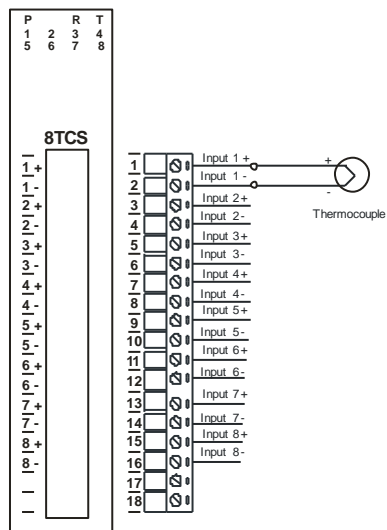 P R T
1 2 3 4
5 6 7 8
8TCS
1 +
1 -
2 +
2 -
3 +
3 -
4 +
4 -
5 +
5 -
6 +
6 -
7 +
7 -
8 +
8 -
1 Input 1 +
2 Input 1 -
3 Input 2+
4 Input 2-
5 Input 3+
6 Input 3-
7 Input 4+
8 Input 4-
9 Input 5+
10 Input 5-
11 Input 6+
12 Input 6-
13 Input 7+
14 Input 7-
15 Input 8+
16 Input 8-
17
18
+
-
Thermocouple